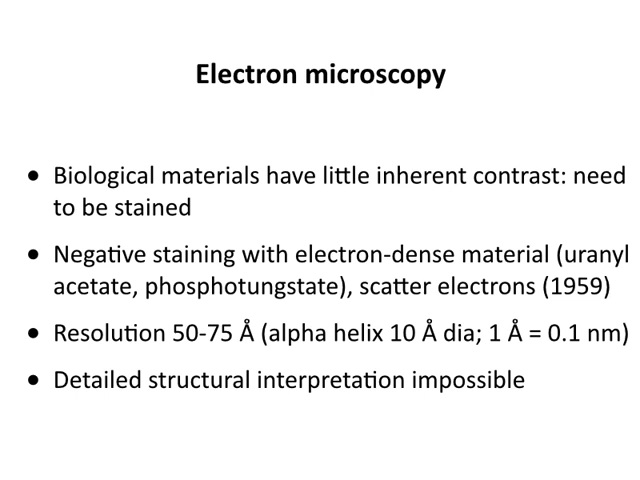 Electron microscopy
• Biological materials have little inherent contrast: need
to be stained
• Negative staining with electron-dense material (uranyl
acetate, phosphotungstate), scatter electrons (1959)
• Resolution 50-75 Å (alpha helix 10 Å dia; 1 Å = 0.1 nm)
• Detailed structural interpretation impossible